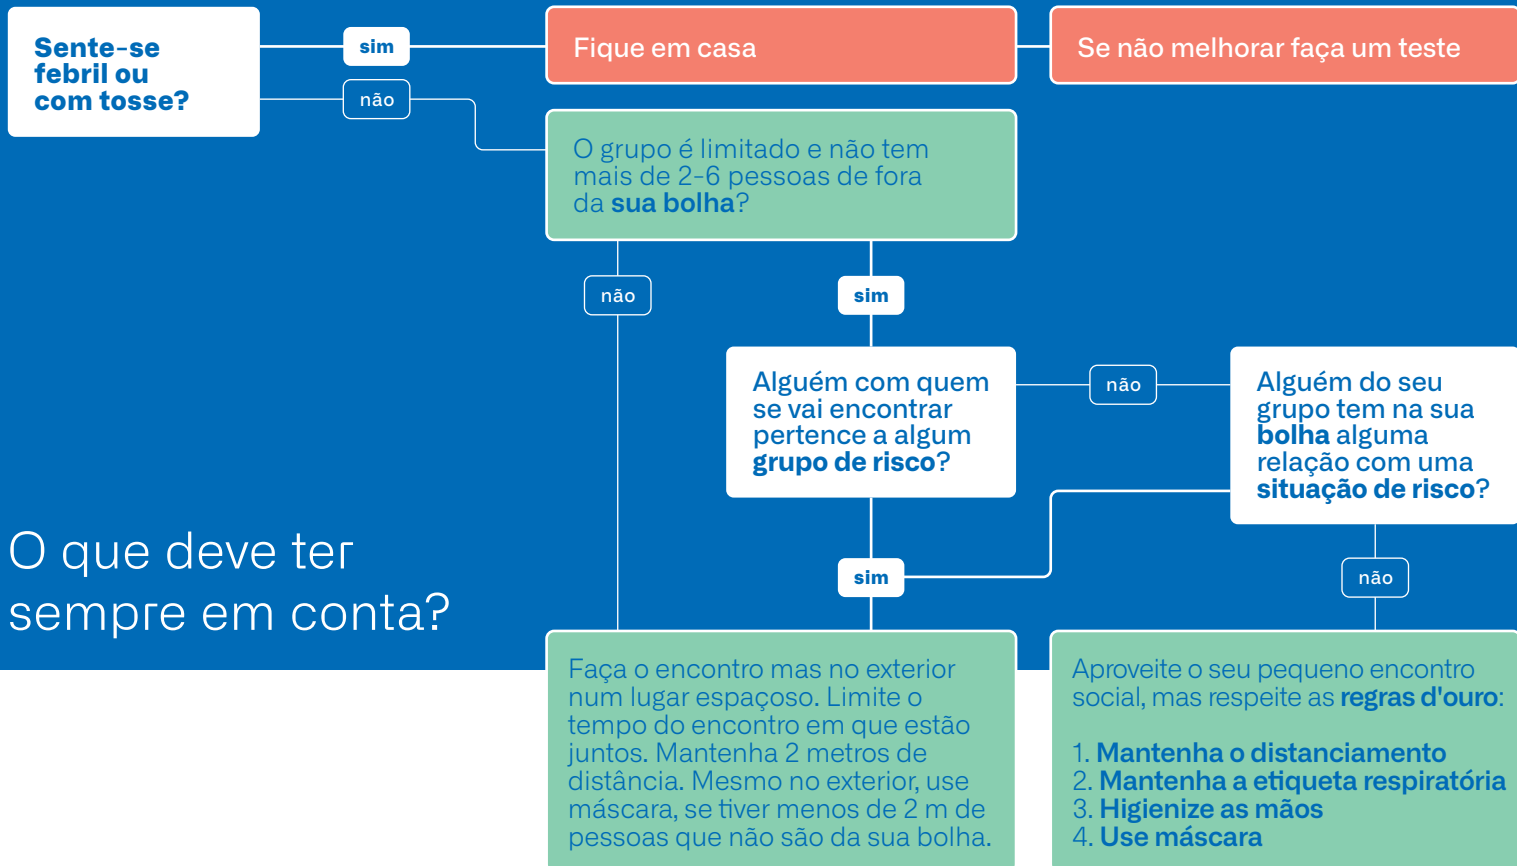 Sente-se
febril ou
com tosse?
sim
Fique em casa
Se não melhorar faça um teste
não
O grupo é limitado e não tem
mais de 2-6 pessoas de fora
da sua bolha?
não
sim
Alguém com quem
se vai encontrar
pertence a algum
grupo de risco?
não
Alguém do seu
grupo tem na sua
bolha alguma
relação com uma
situação de risco?
sim
não
O que deve ter
sempre em conta?
Faça o encontro mas no exterior
num lugar espaçoso. Limite o
tempo do encontro em que estão
juntos. Mantenha 2 metros de
distância. Mesmo no exterior, use
máscara, se tiver menos de 2 m de
pessoas que não são da sua bolha.
Aproveite o seu pequeno encontro
social, mas respeite as regras d'ouro:
1. Mantenha o distanciamento
2. Mantenha a etiqueta respiratória
3. Higienize as mãos
4. Use máscara